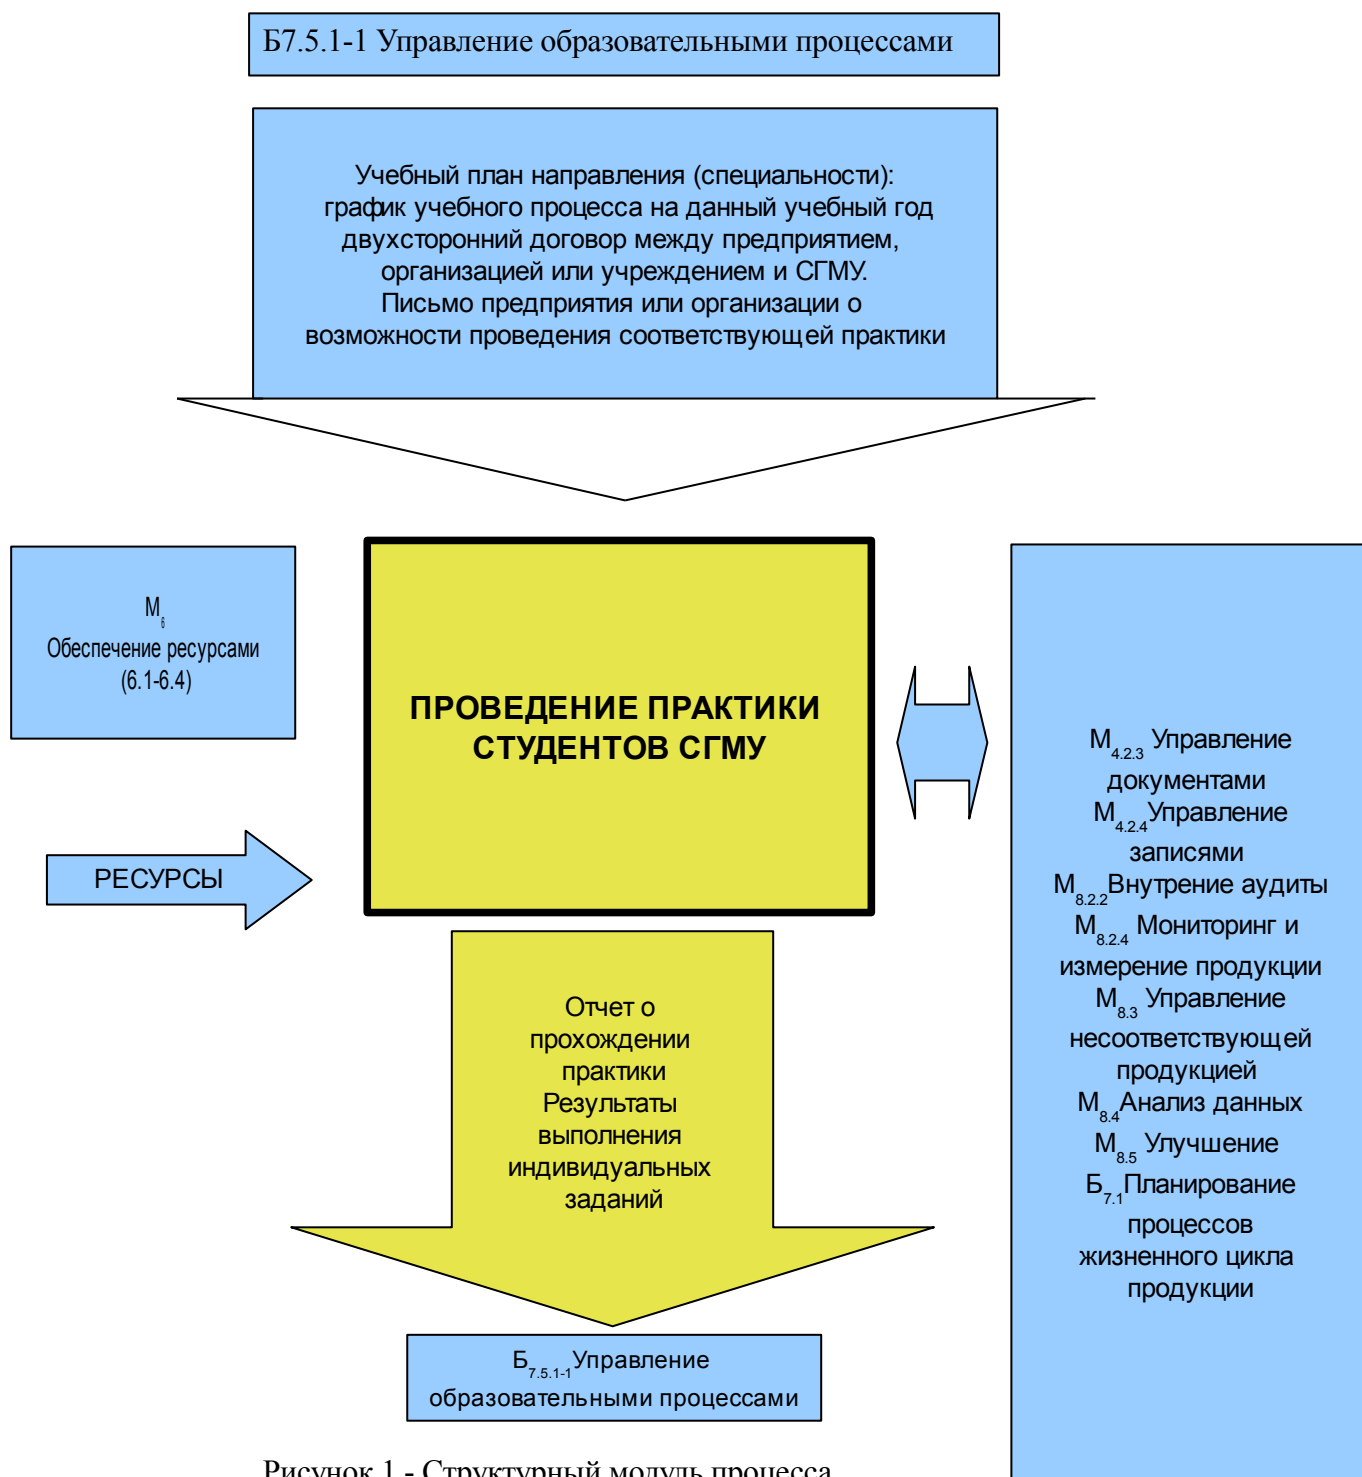 Б7.5.1-1 Управление образовательными процессами
Учебный план направления (специальности):
график учебного процесса на данный учебный год
двухсторонний договор между предприятием,
организацией или учреждением и СГМУ.
Письмо предприятия или организации о
возможности проведения соответствующей практики
М6
Обеспечение ресурсами
(6.1-6.4)
РЕСУРСЫ
ПРОВЕДЕНИЕ ПРАКТИКИ
СТУДЕНТОВ СГМУ
М4.2.3 Управление
документами
М4.2.4Управление
записями
М8.2.2Внутрение аудиты
М8.2.4 Мониторинг и
измерение продукции
М8.3 Управление
несоответствующей
продукцией
М8.4Анализ данных
М8.5 Улучшение
Б7.1Планирование
процессов
жизненного цикла
продукции
Отчет о
прохождении
практики
Результаты
выполнения
индивидуальных
заданий
Б7.5.1-1Управление
образовательными процессами
Рисунок 1 - Структурный модуль процесса